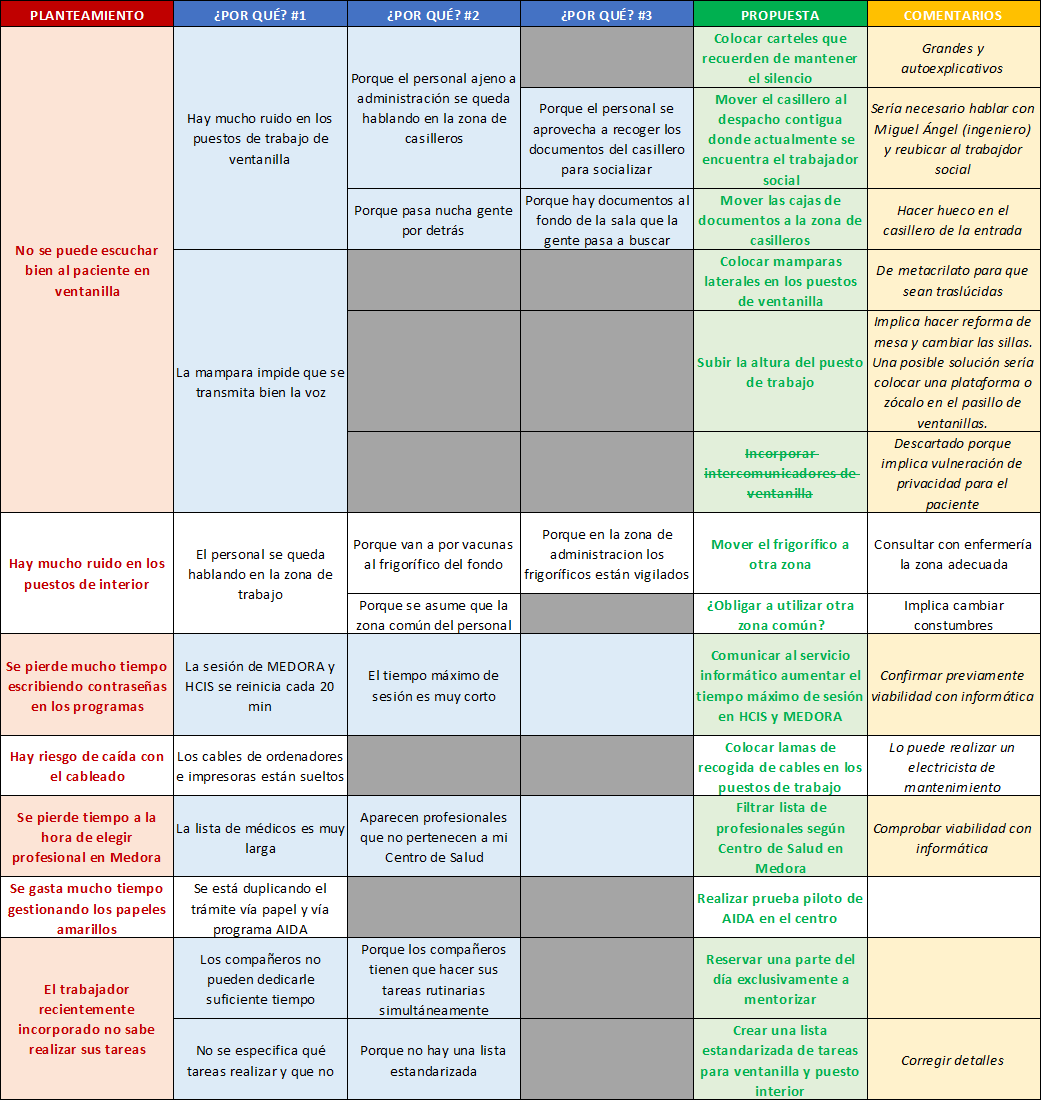 PLANTEAMIENTO
¿POR QUÉ? #1
¿POR QUÉ? #2
¿POR QUÉ? #3
PROPUESTA
COMENTARIOS
No se puede escuchar
bien al paciente en
ventanilla
Hay mucho ruido en los
puestos de trabajo de
ventanilla
Porque el personal ajeno a
administración se queda
hablando en la zona de
casilleros
Colocar carteles que
recuerden de mantener
el silencio
Grandes y
autoexplicativos
Porque el personal se
aprovecha a recoger los
documentos del casillero
para socializar
Mover el casillero al
despacho contigua
donde actualmente se
encuentra el trabajador
social
Sería necesario hablar con
Miguel Ángel (ingeniero)
y reubicar al trabajdor
social
Porque pasa nucha gente
por detrás
Porque hay documentos al
fondo de la sala que la
gente pasa a buscar
Mover las cajas de
documentos a la zona de
casilleros
Hacer hueco en el
casillero de la entrada
La mampara impide que se
transmita bien la voz
Colocar mamparas
laterales en los puestos
de ventanilla
De metacrilato para que
sean traslúcidas
Subir la altura del puesto
de trabajo
Implica hacer reforma de
mesa y cambiar las sillas.
Una posible solución sería
colocar una plataforma o
zócalo en el pasillo de
ventanillas.
Incorporar
intercomunicadores de
ventanilla
Descartado porque
implica vulneración de
privacidad para el
paciente
Hay mucho ruido en los
puestos de interior
El personal se queda
hablando en la zona de
trabajo
Porque van a por vacunas
al frigorífico del fondo
Porque en la zona de
administracion los
frigoríficos están vigilados
Mover el frigorífico a
otra zona
Consultar con enfermería
la zona adecuada
Porque se asume que la
zona común del personal
¿Obligar a utilizar otra
zona común?
Implica cambiar
constumbres
Se pierde mucho tiempo
escribiendo contraseñas
en los programas
La sesión de MEDORA y
HCIS se reinicia cada 20
min
El tiempo máximo de
sesión es muy corto
Comunicar al servicio
informático aumentar el
tiempo máximo de sesión
en HCIS y MEDORA
Confirmar previamente
viabilidad con informática
Hay riesgo de caída con
el cableado
Los cables de ordenadores
e impresoras están sueltos
Colocar lamas de
recogida de cables en los
puestos de trabajo
Lo puede realizar un
electricista de
mantenimiento
Se pierde tiempo a la
hora de elegir
profesional en Medora
La lista de médicos es muy
larga
Aparecen profesionales
que no pertenecen a mi
Centro de Salud
Filtrar lista de
profesionales según
Centro de Salud en
Medora
Comprobar viabilidad con
informática
Se gasta mucho tiempo
gestionando los papeles
amarillos
Se está duplicando el
trámite vía papel y vía
programa AIDA
Realizar prueba piloto de
AIDA en el centro
El trabajador
recientemente
incorporado no sabe
realizar sus tareas
Los compañeros no
pueden dedicarle
suficiente tiempo
Porque los compañeros
tienen que hacer sus
tareas rutinarias
simultáneamente
Reservar una parte del
día exclusivamente a
mentorizar
No se especifica qué
tareas realizar y que no
Porque no hay una lista
estandarizada
Crear una lista
estandarizada de tareas
para ventanilla y puesto
interior
Corregir detalles